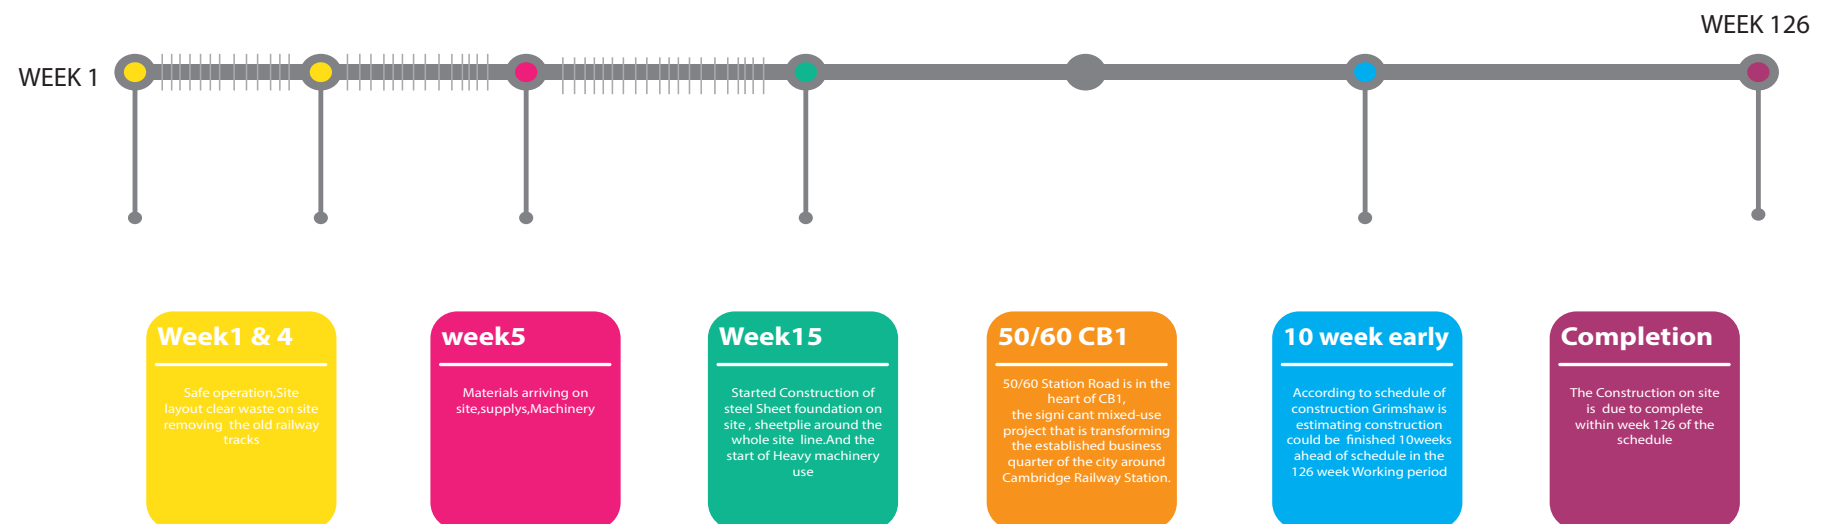 WEEK 126
WEEK 1
Week1 & 4
Safe operation,Site
layout clear waste on site
removing  the old railway
tracks
week5
Materials arriving on
site,supplys,Machinery
Week15
Started Construction of
steel Sheet foundation on
site , sheetplie around the
whole site  line.And the
start of Heavy machinery
use
50/60 CB1
50/60 Station Road is in the
heart of CB1,
the signi cant mixed-use
project that is transforming
the established business
quarter of the city around
Cambridge Railway Station.
10 week early
According to schedule of
construction Grimshaw is
estimating construction
could be  finished 10weeks
ahead of schedule in the
126 week Working period
Completion
The Construction on site
is  due to complete
within week 126 of the
schedule